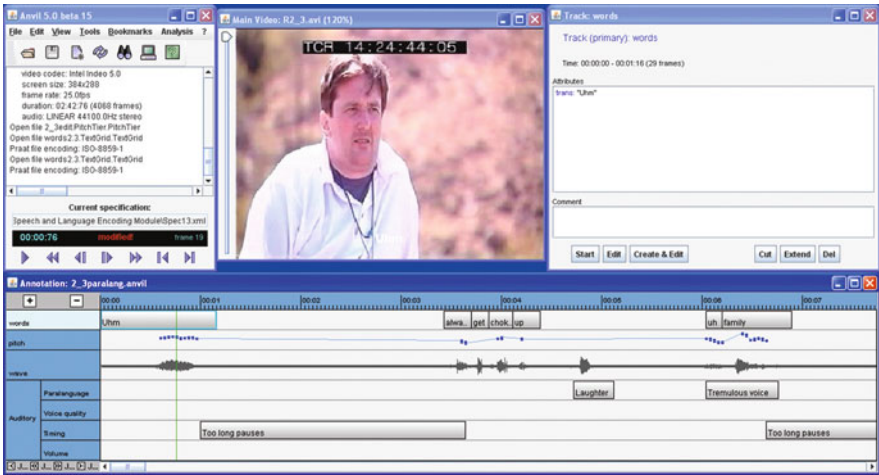 Anvil 5.0 beta 15
File Edit View Tools Bookmarks Analysis ?
video codec: Intel Indeo 5.0
screen size: 384x288
frame rate: 25.0fps
duration: 02:42:76 (4068 frames)
audio: LINEAR 44100.0Hz stereo
Open file 2_3edit.PitchTier.PitchTier
Open file words2.3.TextGrid.TextGrid
Praat file encoding: ISO-8859-1
Open file words2.3.TextGrid.TextGrid
Praat file encoding: ISO-8859-1
Current specification:
Speech and Language Encoding Module\Spec13.xml
00:00:76 modified! frame 19
Main Video: R2_3.avi (120%)
TCR 14:24:44:05
Uhm
Track: words
Track (primary): words
Time: 00:00:00 - 00:01:16 (29 frames)
Attributes
trans: "Uhm"
Comment
Start Edit Create & Edit Cut Extend Del
Annotation: 2_3paralang.anvil
+ - 00:00 00:01 00:02 00:03 00:04 00:05 00:06 00:07
words Uhm alwa.. get chok.. up uh family
pitch
wave
Auditory
Paralanguage Laughter Tremulous voice
Voice quality
Timing Too long pauses Too long pauses
Volume
J... J... J... J...